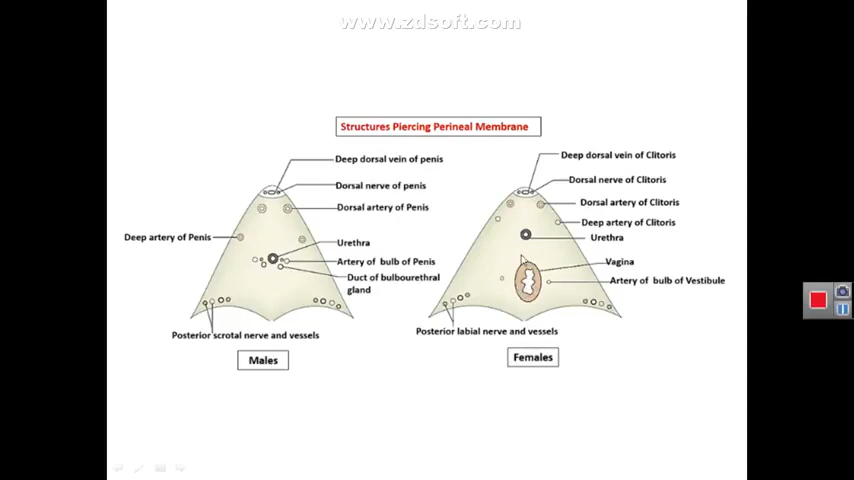 www.zdsoft.com
Structures Piercing Perineal Membrane
Deep dorsal vein of penis
Dorsal nerve of penis
Dorsal artery of Penis
Deep artery of Penis
Urethra
Artery of bulb of Penis
Duct of bulbourethral
gland
Posterior scrotal nerve and vessels
Males
Deep dorsal vein of Clitoris
Dorsal nerve of Clitoris
Dorsal artery of Clitoris
Deep artery of Clitoris
Urethra
Vagina
Artery of bulb of Vestibule
Posterior labial nerve and vessels
Females